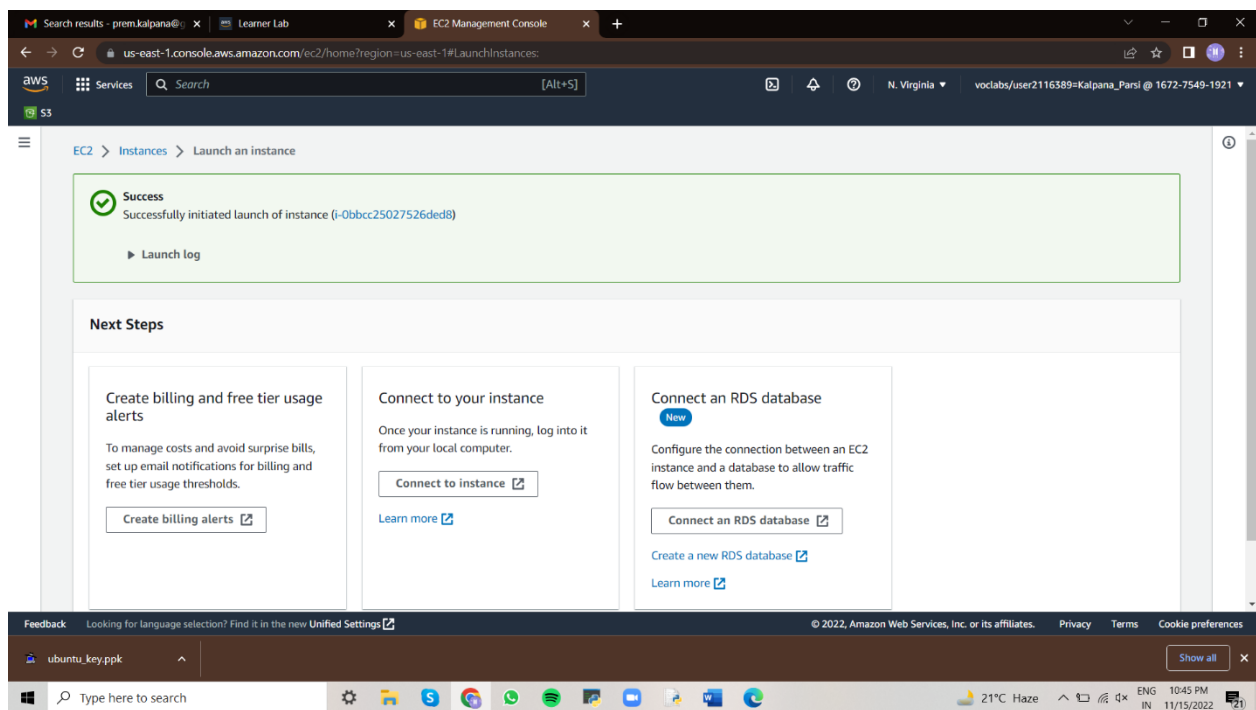 Search results - prem.kalpana@g
Learner Lab
EC2 Management Console
us-east-1.console.aws.amazon.com/ec2/home?region=us-east-1#LaunchInstances:
aws
Services
Search
[Alt+S]
N. Virginia
voclabs/user2116389=Kalpana_Parsi @ 1672-7549-1921
S3
EC2 > Instances > Launch an instance
Success
Successfully initiated launch of instance (i-0bbcc25027526ded8)
Launch log
Next Steps
Create billing and free tier usage
alerts
To manage costs and avoid surprise bills,
set up email notifications for billing and
free tier usage thresholds.
Create billing alerts
Connect to your instance
Once your instance is running, log into it
from your local computer.
Connect to instance
Learn more
Connect an RDS database
New
Configure the connection between an EC2
instance and a database to allow traffic
flow between them.
Connect an RDS database
Create a new RDS database
Learn more
Feedback
Looking for language selection? Find it in the new Unified Settings
© 2022, Amazon Web Services, Inc. or its affiliates.
Privacy
Terms
Cookie preferences
ubuntu_key.ppk
Show all
Type here to search
21°C Haze
ENG
IN
10:45 PM
11/15/2022
21